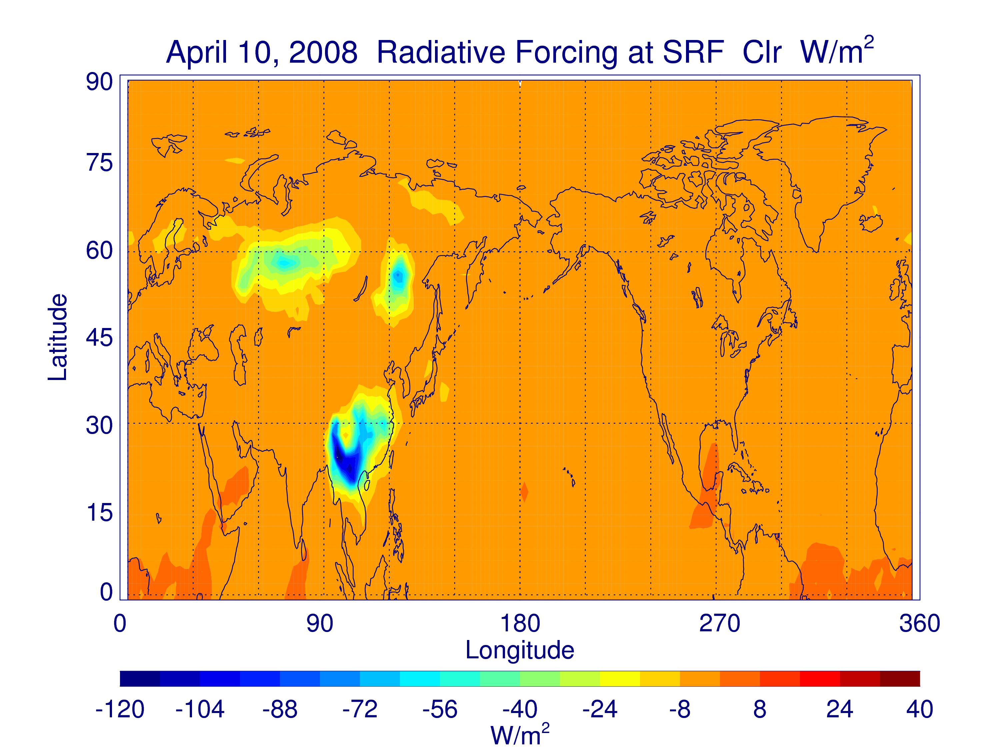 April 10, 2008 Radiative Forcing at SRF Clr W/m²
90
75
60
45
30
15
0
Latitude
0 90 180 270 360
Longitude
-120 -104 -88 -72 -56 -40 -24 -8 8 24 40
W/m²